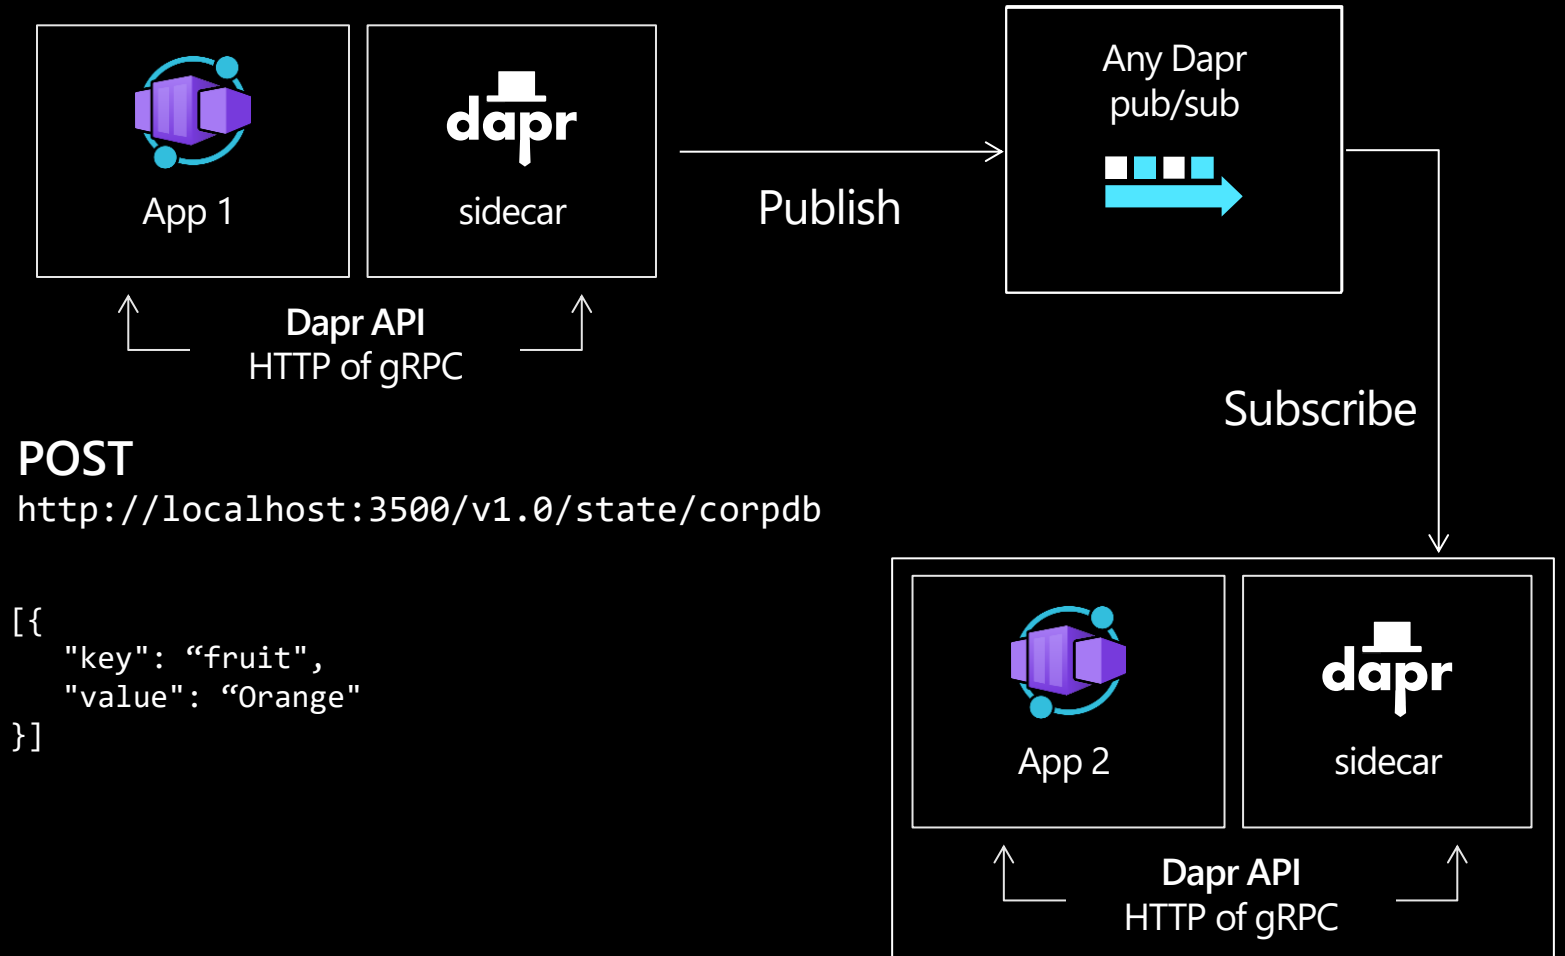 dapr
App 1
sidecar
Dapr API
HTTP of gRPC
Publish
Any Dapr
pub/sub
Subscribe
POST
http://localhost:3500/v1.0/state/corpdb
[{
"key": “fruit",
"value": “Orange"
}]
dapr
App 2
sidecar
Dapr API
HTTP of gRPC